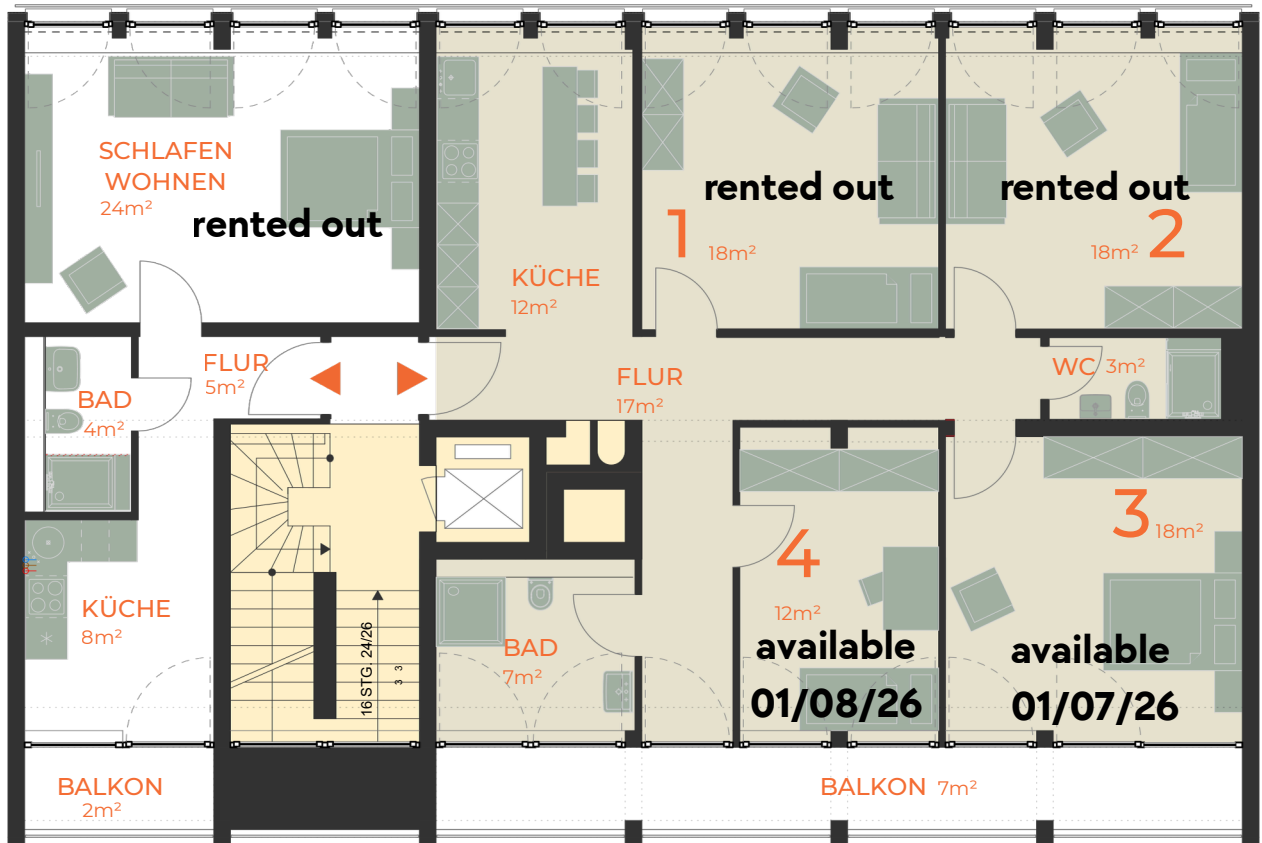 SCHLAFEN
WOHNEN
24m²
rented out
KÜCHE
12m²
rented out
1 18m²
rented out
18m² 2
FLUR
5m²
BAD
4m²
FLUR
17m²
WC 3m²
KÜCHE
8m²
16 STG. 24/26
3 3
BAD
7m²
4
12m²
available
01/08/26
3 18m²
available
01/07/26
BALKON
2m²
BALKON 7m²